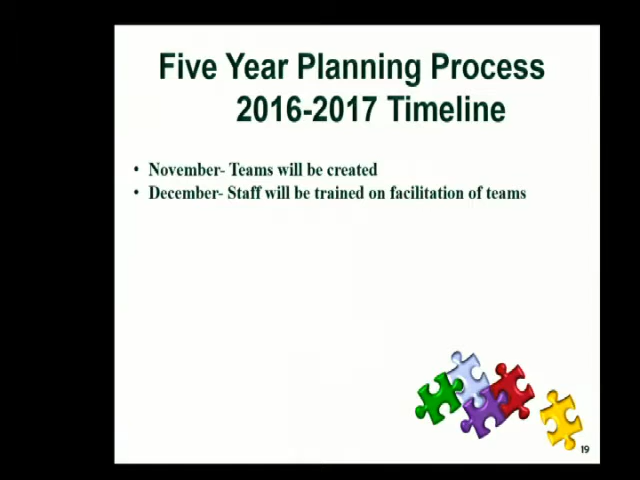 Five Year Planning Process
2016-2017 Timeline
• November- Teams will be created
• December- Staff will be trained on facilitation of teams
19